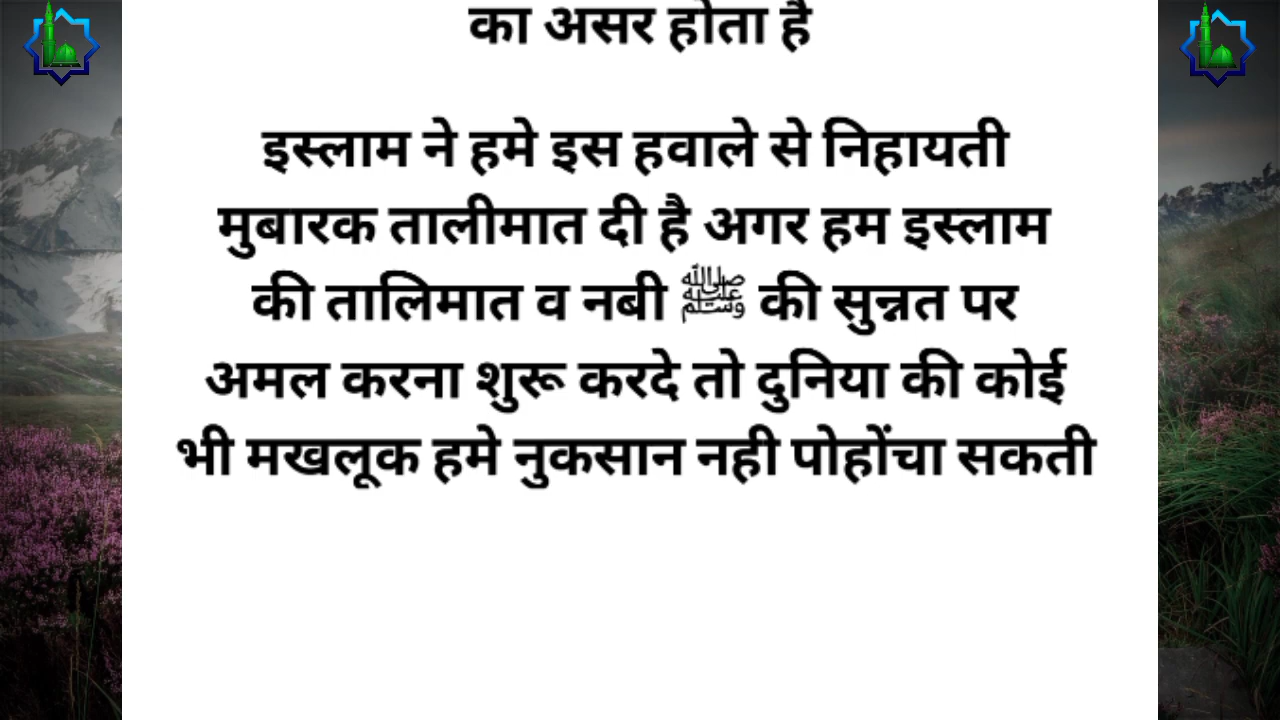 का असर होता है
इस्लाम ने हमे इस हवाले से निहायती
मुबारक तालीमात दी है अगर हम इस्लाम
की तालिमात व नबी ﷺ की सुन्नत पर
अमल करना शुरू करदे तो दुनिया की कोई
भी मखलूक हमे नुकसान नही पोहोंचा सकती